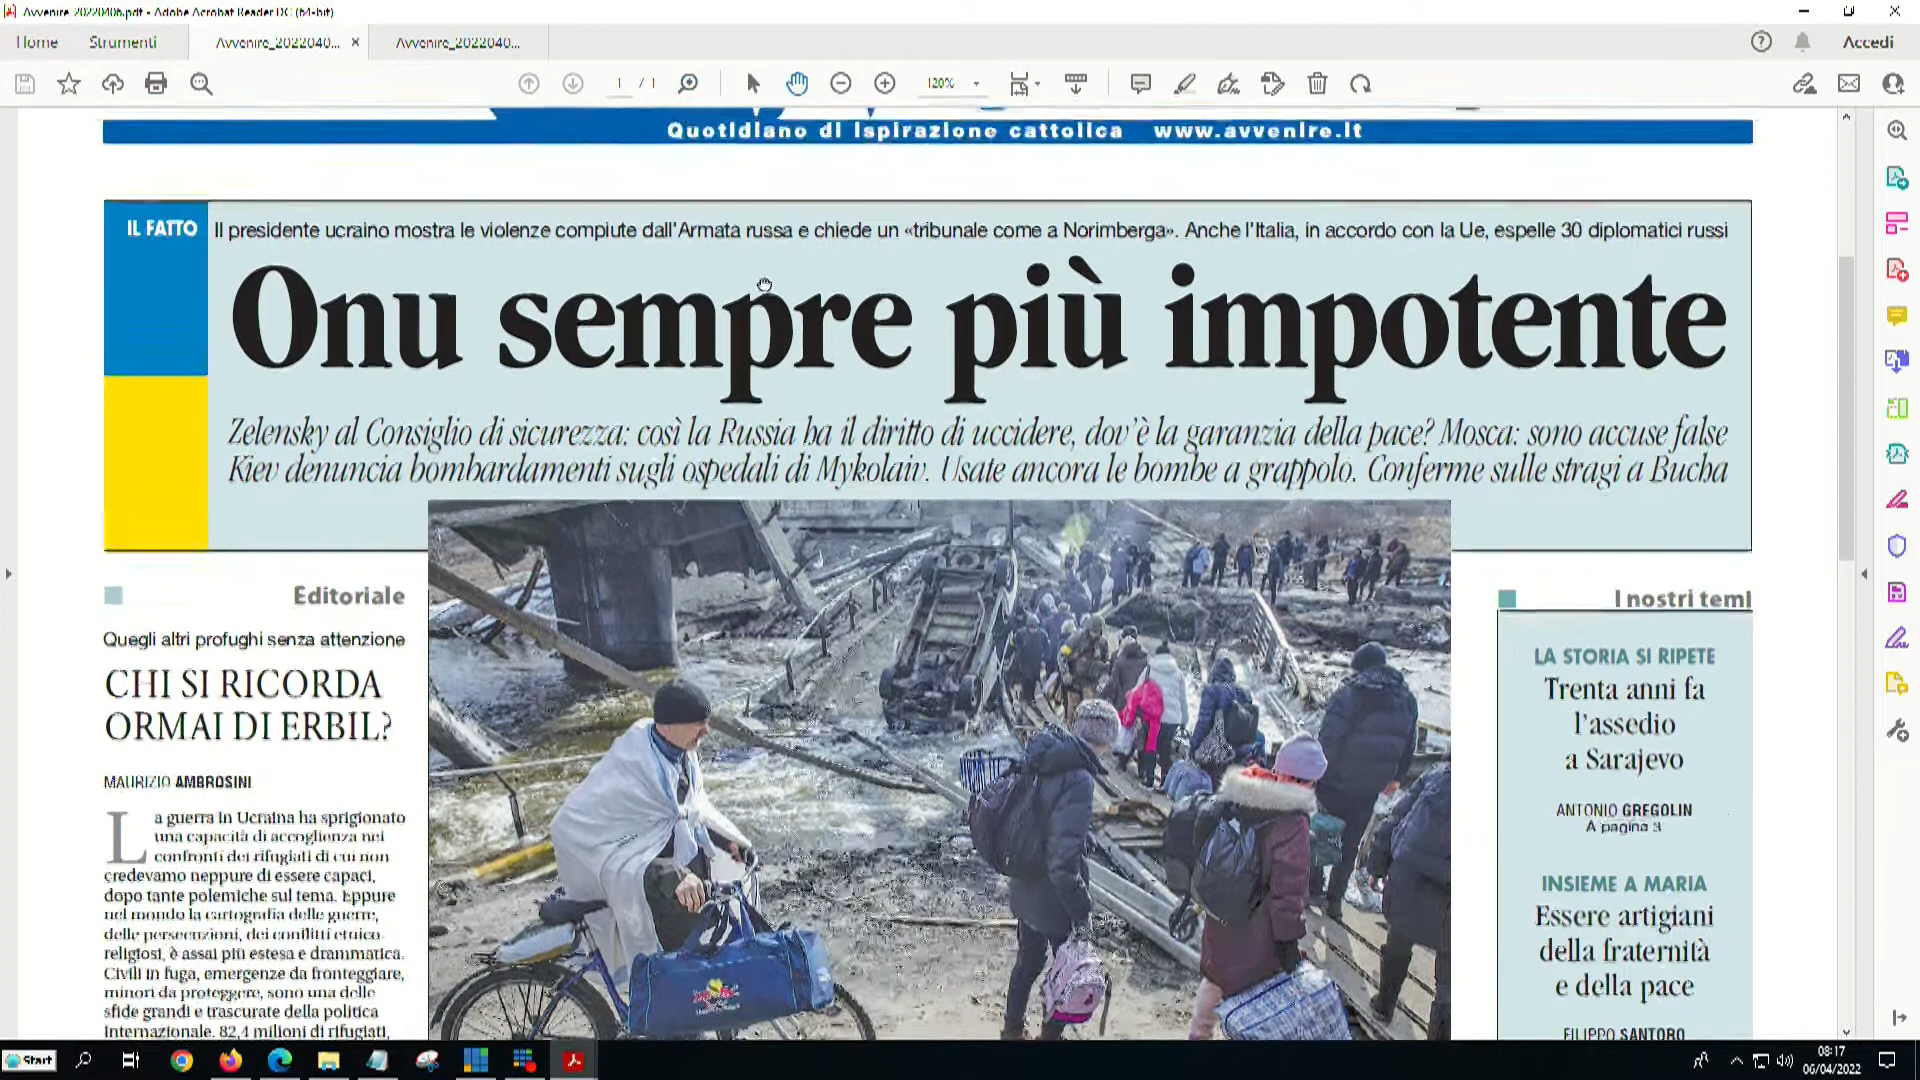 Avvenire_20220406.pdf - Adobe Acrobat Reader DC (64-bit)
Home
Strumenti
Avvenire_2022040...
Avvenire_2022040...
Accedi
1 / 1
120%
Quotidiano di ispirazione cattolica www.avvenire.it
IL FATTO
Il presidente ucraino mostra le violenze compiute dall'Armata russa e chiede un «tribunale come a Norimberga». Anche l'Italia, in accordo con la Ue, espelle 30 diplomatici russi
Onu sempre più impotente
Zelensky al Consiglio di sicurezza: così la Russia ha il diritto di uccidere, dov'è la garanzia della pace? Mosca: sono accuse false
Kiev denuncia bombardamenti sugli ospedali di Mykolaiv. Usate ancora le bombe a grappolo. Conferme sulle stragi a Bucha
Editoriale
Quegli altri profughi senza attenzione
CHI SI RICORDA
ORMAI DI ERBIL?
MAURIZIO AMBROSINI
La guerra in Ucraina ha sprigionato
una capacità di accoglienza nei
confronti dei rifugiati di cui non
credevamo neppure di essere capaci,
dopo tante polemiche sul tema. Eppure
nel mondo la cartografia delle guerre,
delle persecuzioni, dei conflitti etnico-
religiosi, è assai più estesa e drammatica.
Civili in fuga, emergenze da fronteggiare,
minori da proteggere, sono una delle
sfide grandi e trascurate della politica
internazionale. 82,4 milioni di rifugiati,
I nostri temi
LA STORIA SI RIPETE
Trenta anni fa
l'assedio
a Sarajevo
ANTONIO GREGOLIN
A pagina 3
INSIEME A MARIA
Essere artigiani
della fraternità
e della pace
FILIPPO SANTORO
Start
08:17
06/04/2022